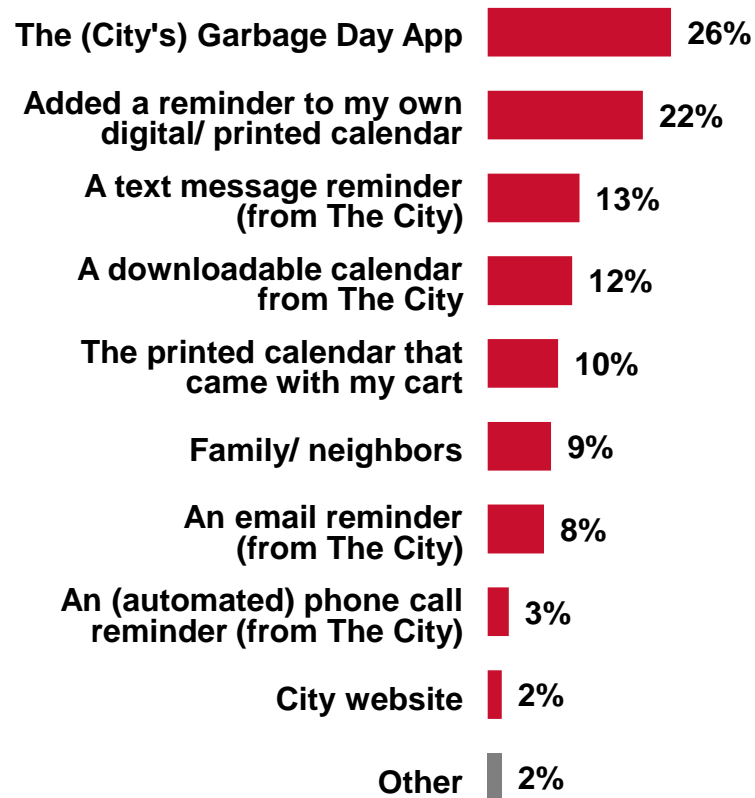 The (City's) Garbage Day App 26%
Added a reminder to my own
digital/ printed calendar 22%
A text message reminder
(from The City) 13%
A downloadable calendar
from The City 12%
The printed calendar that
came with my cart 10%
Family/ neighbors 9%
An email reminder
(from The City) 8%
An (automated) phone call
reminder (from The City) 3%
City website 2%
Other 2%